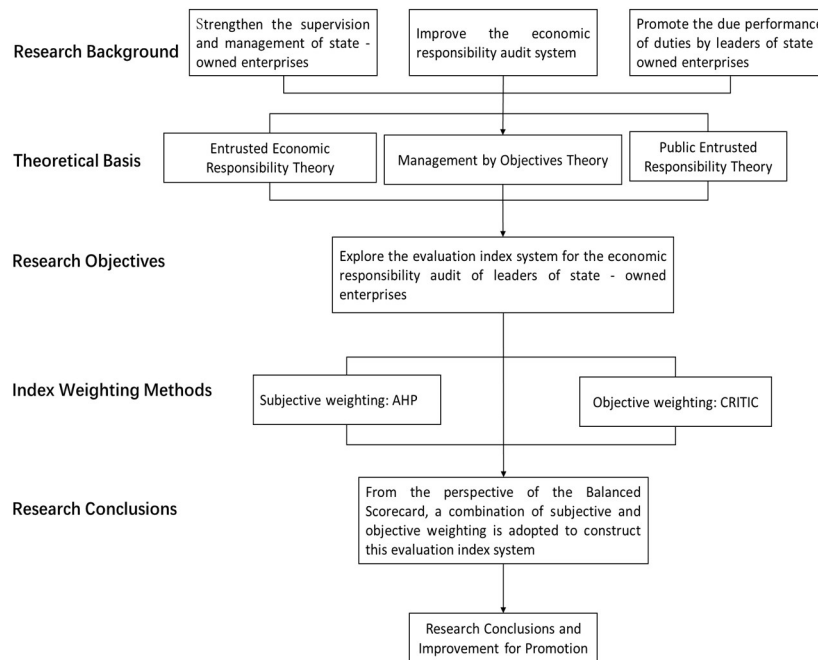 Research Background
Strengthen the supervision
and management of state -
owned enterprises
Improve the economic
responsibility audit system
Promote the due performance
of duties by leaders of state
owned enterprises
Theoretical Basis
Entrusted Economic
Responsibility Theory
Management by Objectives Theory
Public Entrusted
Responsibility Theory
Research Objectives
Explore the evaluation index system for the economic
responsibility audit of leaders of state - owned
enterprises
Index Weighting Methods
Subjective weighting: AHP
Objective weighting: CRITIC
Research Conclusions
From the perspective of the Balanced
Scorecard, a combination of subjective and
objective weighting is adopted to construct
this evaluation index system
Research Conclusions and
Improvement for Promotion